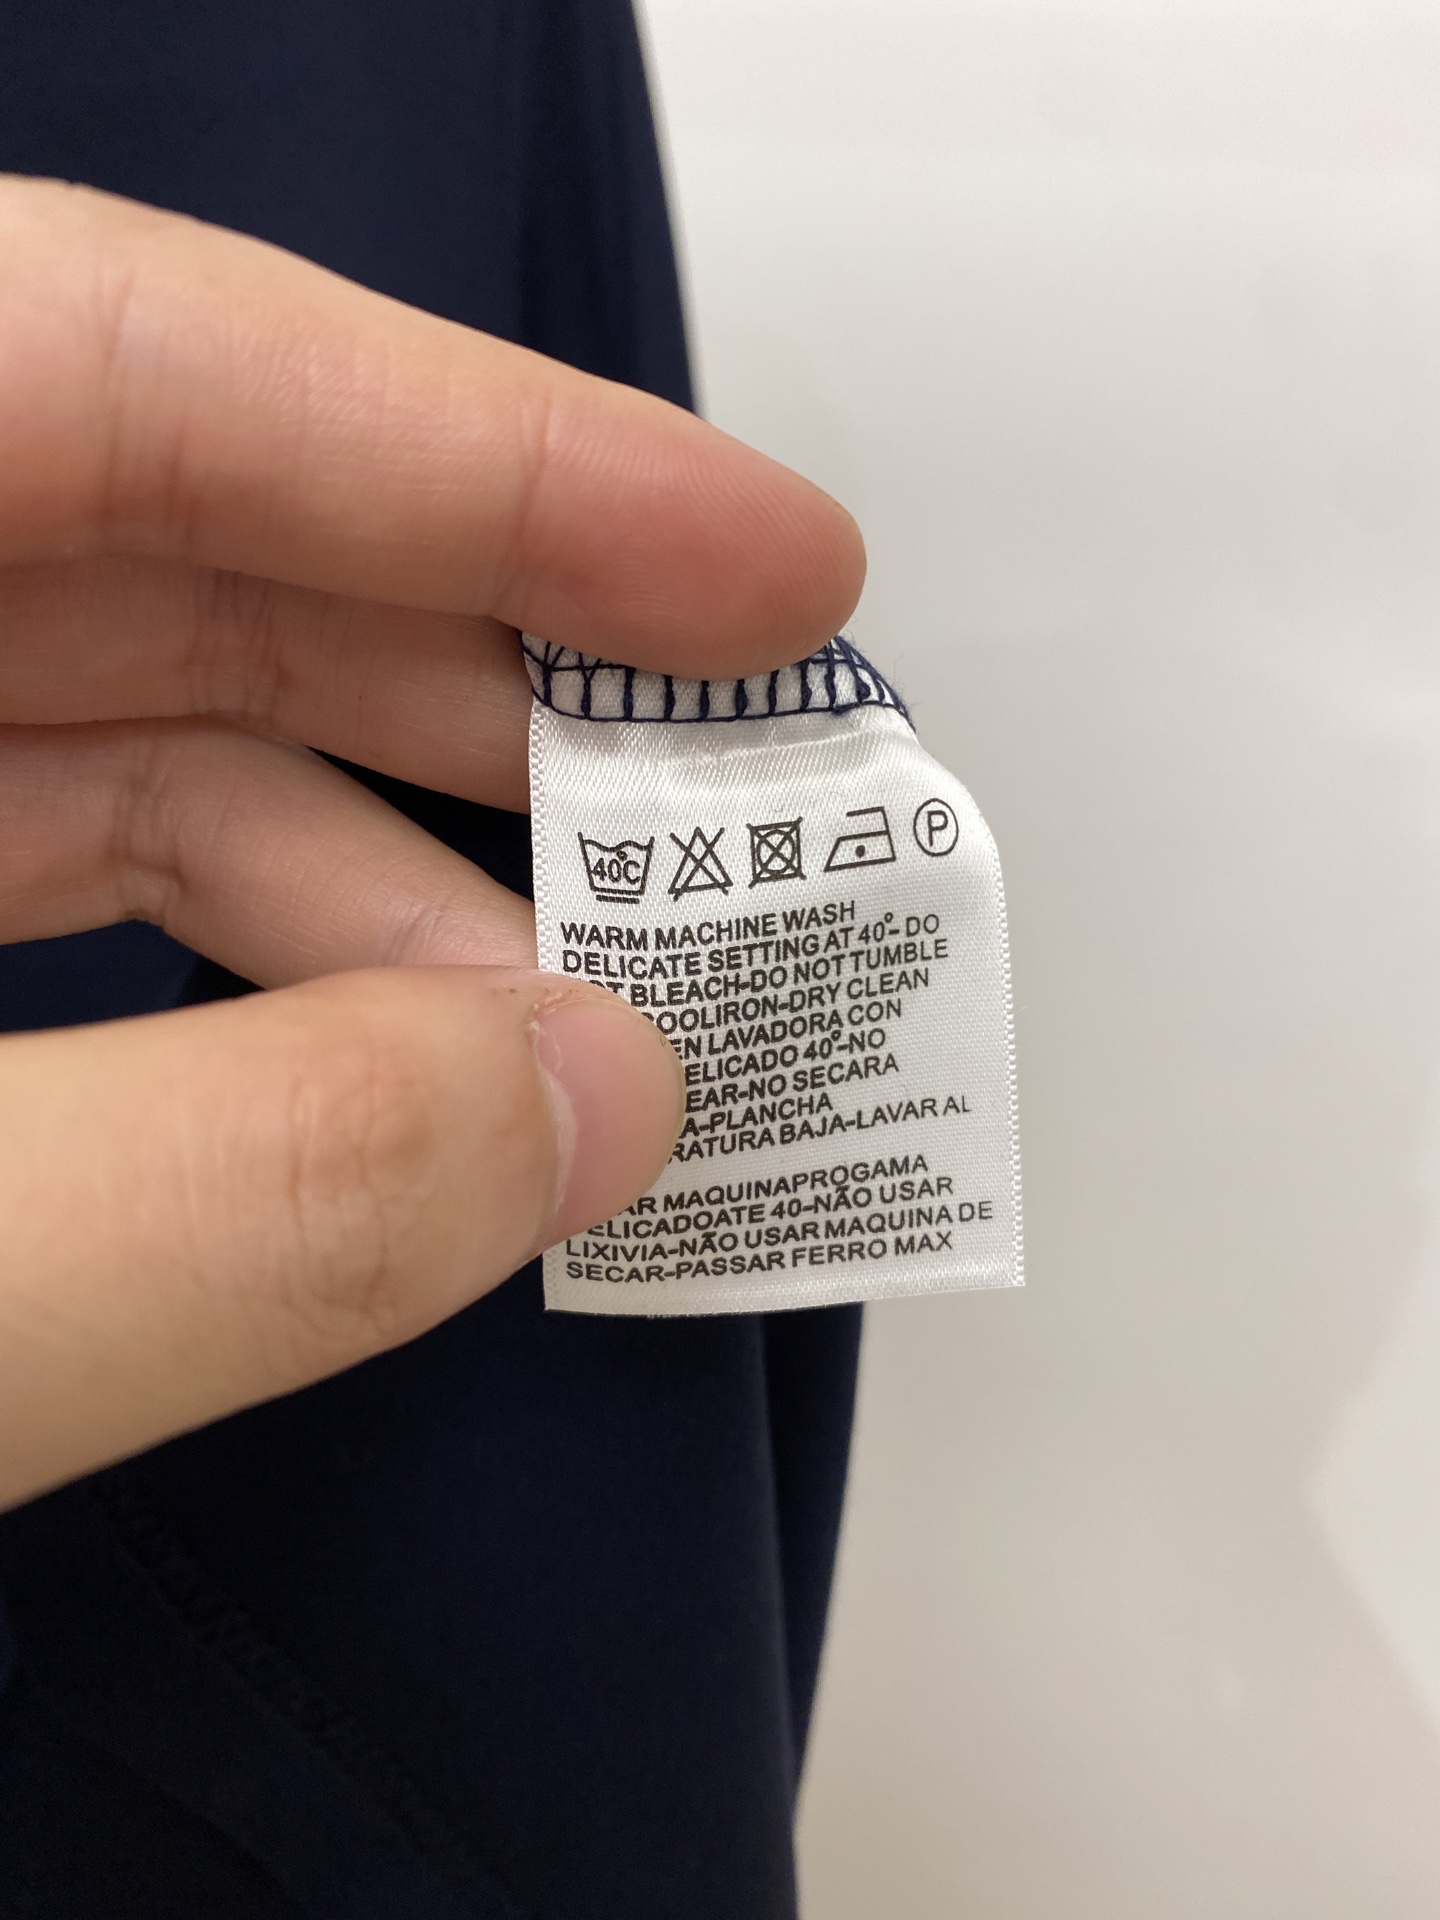 40°C P
WARM MACHINE WASH
DELICATE SETTING AT 40°- DO
BLEACH-DO NOT TUMBLE
COOLIRON-DRY CLEAN
EN LAVADORA CON
ELICADO 40°-NO
EAR-NO SECARA
A-PLANCHA
RATURA BAJA-LAVAR AL
AR MAQUINAPROGAMA
ELICADOATE 40-NÃO USAR
LIXIVIA-NÃO USAR MAQUINA DE
SECAR-PASSAR FERRO MAX